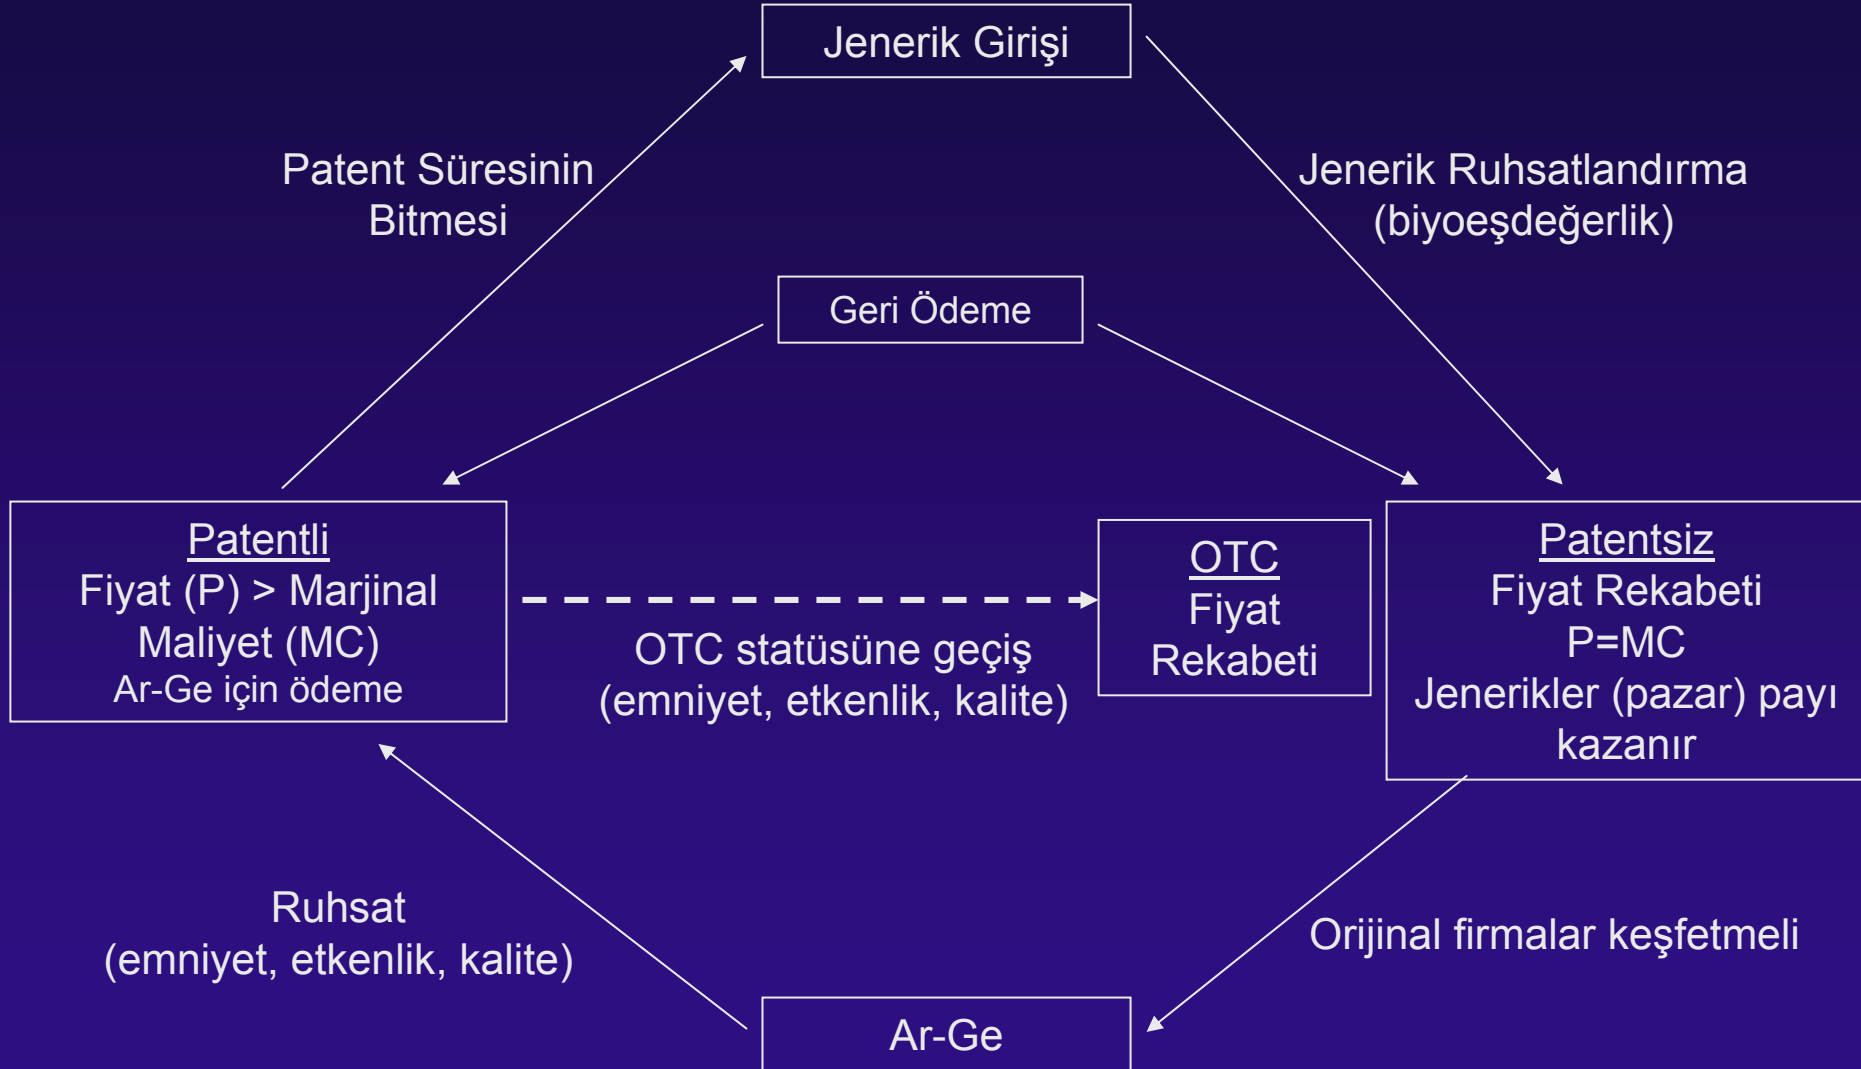 Jenerik Girişi
Patent Süresinin
Bitmesi
Jenerik Ruhsatlandırma
(biyoeşdeğerlik)
Geri Ödeme
Patentli
Fiyat (P) > Marjinal
Maliyet (MC)
Ar-Ge için ödeme
OTC statüsüne geçiş
(emniyet, etkenlik, kalite)
OTC
Fiyat
Rekabeti
Patentsiz
Fiyat Rekabeti
P=MC
Jenerikler (pazar) payı
kazanır
Ruhsat
(emniyet, etkenlik, kalite)
Orijinal firmalar keşfetmeli
Ar-Ge